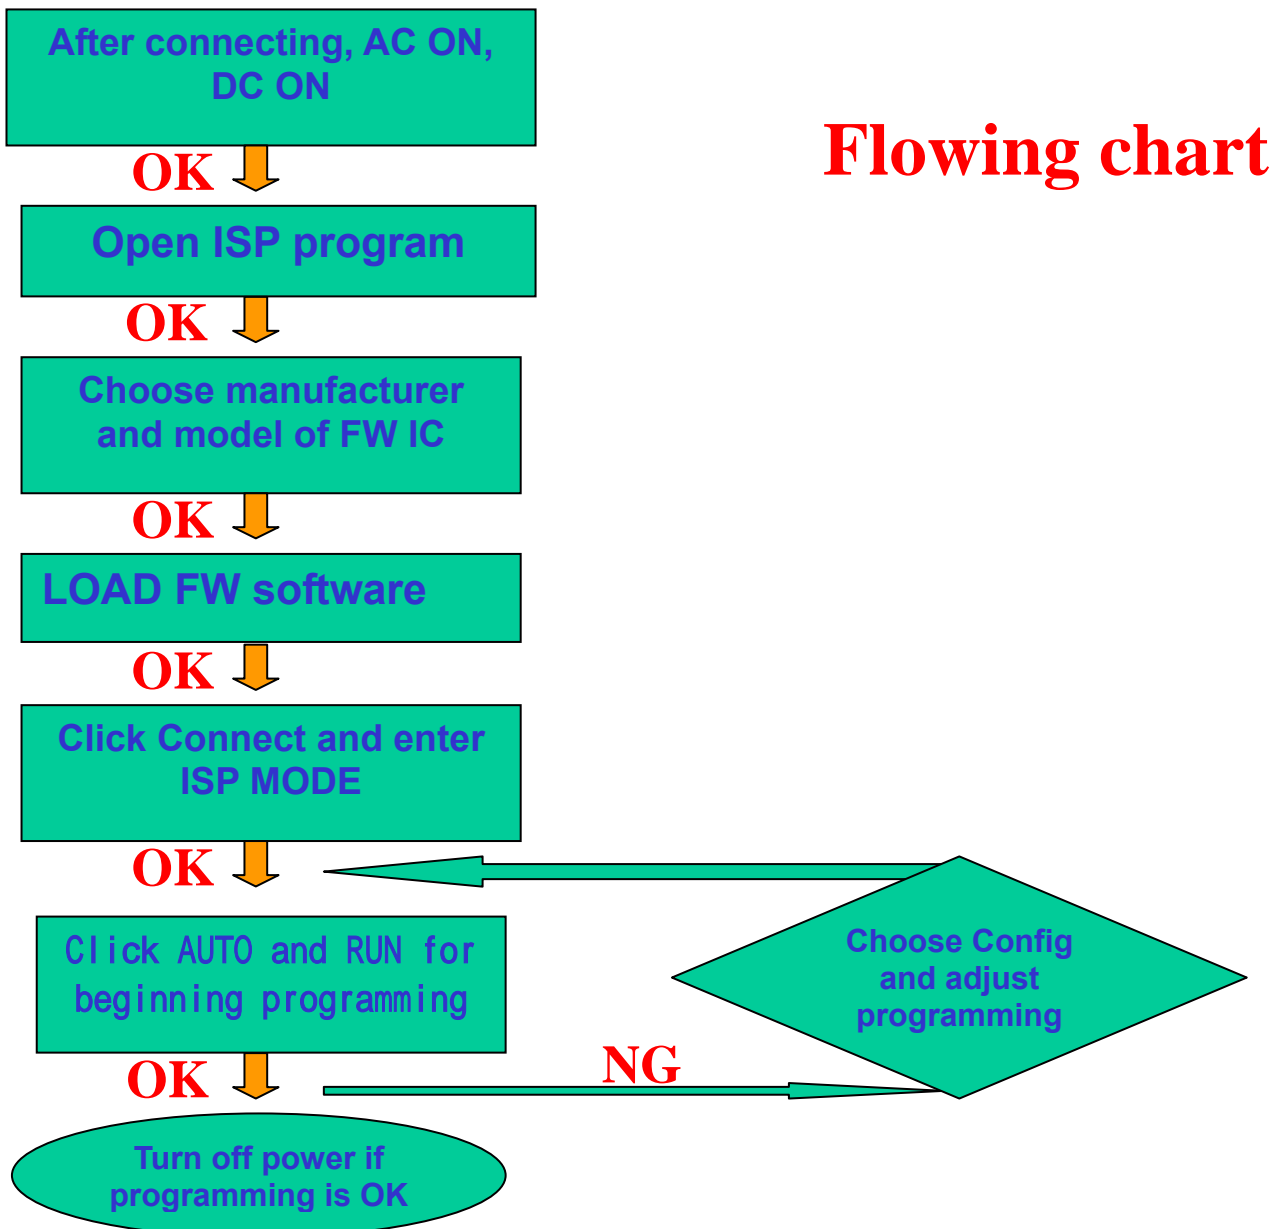 After connecting, AC ON,
DC ON
Flowing chart
OK
Open ISP program
OK
Choose manufacturer
and model of FW IC
OK
LOAD FW software
OK
Click Connect and enter
ISP MODE
OK
Click AUTO and RUN for
beginning programming
Choose Config
and adjust
programming
OK
NG
Turn off power if
programming is OK